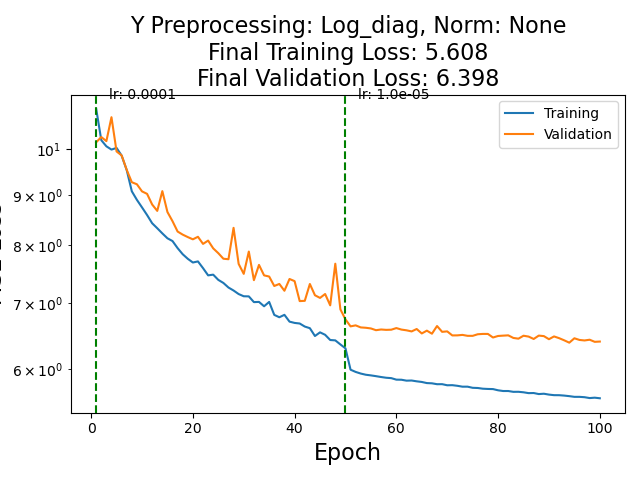 Y Preprocessing: Log_diag, Norm: None
Final Training Loss: 5.608
Final Validation Loss: 6.398
lr: 0.0001
lr: 1.0e-05
Training
Validation
10¹
9 × 10⁰
8 × 10⁰
7 × 10⁰
6 × 10⁰
0 20 40 60 80 100
Epoch